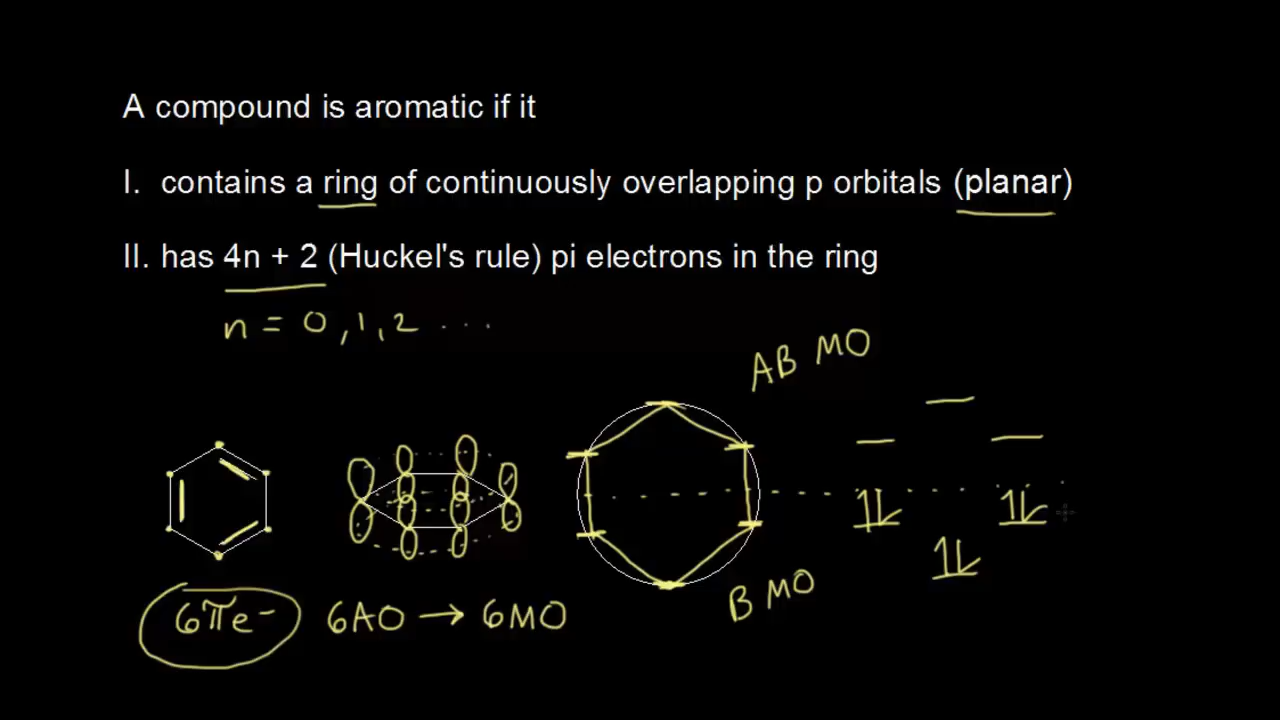 A compound is aromatic if it
I. contains a ring of continuously overlapping p orbitals (planar)
II. has 4n + 2 (Huckel's rule) pi electrons in the ring
n = 0, 1, 2 ....
AB MO
B MO
6πe⁻ 6AO → 6MO